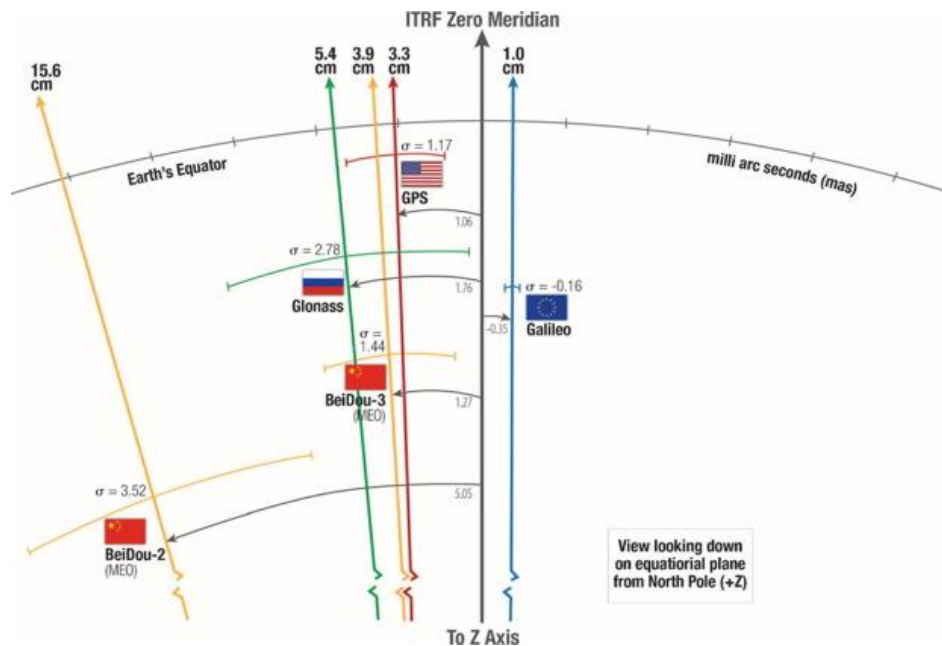 ITRF Zero Meridian
15.6
cm
5.4
cm
3.9
cm
3.3
cm
1.0
cm
Earth's Equator
milli arc seconds (mas)
σ = 1.17
GPS
1.06
σ = 2.78
Glonass
1.76
σ = -0.16
Galileo
-0.35
σ =
1.44
BeiDou-3
(MEO)
1.27
σ = 3.52
BeiDou-2
(MEO)
5.05
View looking down
on equatiorial plane
from North Pole (+Z)
To Z Axis